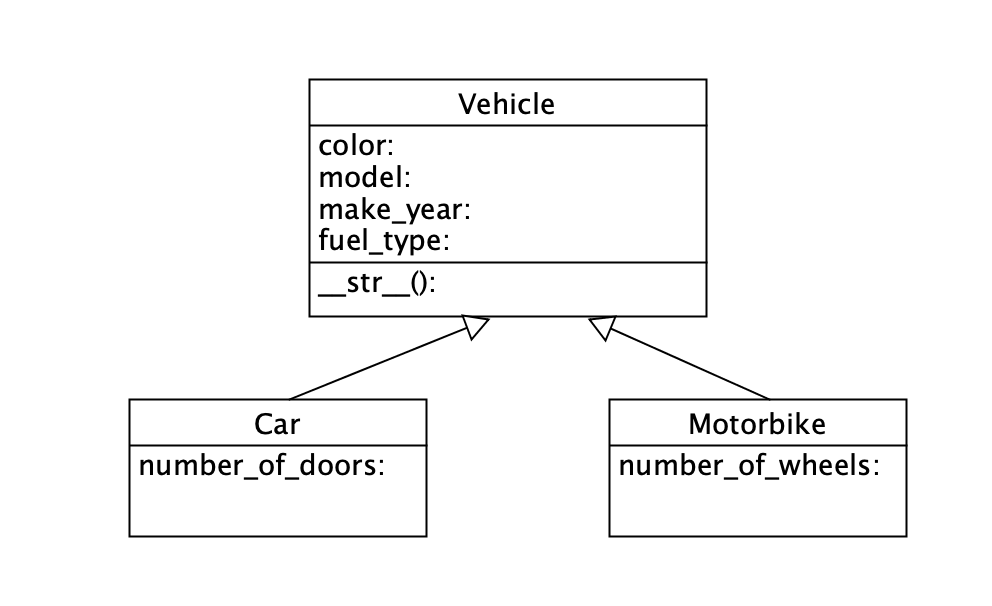 Vehicle
color:
model:
make_year:
fuel_type:
__str__():
Car
number_of_doors:
Motorbike
number_of_wheels: